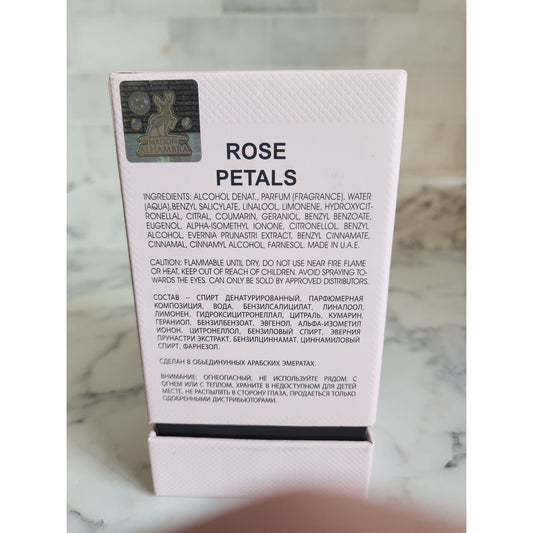 MAISON
ALHAMBRA
ROSE
PETALS
INGREDIENTS: ALCOHOL DENAT., PARFUM (FRAGRANCE), WATER
(AQUA),BENZYL SALICYLATE, LINALOOL, LIMONENE, HYDROXYCIT-
RONELLAL, CITRAL, COUMARIN, GERANIOL, BENZYL BENZOATE,
EUGENOL, ALPHA-ISOMETHYL IONONE, CITRONELLOL, BENZYL
ALCOHOL, EVERNIA PRUNASTRI EXTRACT, BENZYL CINNAMATE,
CINNAMAL, CINNAMYL ALCOHOL, FARNESOL. MADE IN U.A.E.
CAUTION: FLAMMABLE UNTIL DRY, DO NOT USE NEAR FIRE FLAME
OR HEAT, KEEP OUT OF REACH OF CHILDREN. AVOID SPRAYING TO-
WARDS THE EYES. CAN ONLY BE SOLD BY APPROVED DISTRIBUTORS.
СОСТАВ – СПИРТ ДЕНАТУРИРОВАННЫЙ, ПАРФЮМЕРНАЯ
КОМПОЗИЦИЯ, ВОДА, БЕНЗИЛСАЛИЦИЛАТ, ЛИНАЛООЛ,
ЛИМОНЕН, ГИДРОКСИЦИТРОНЕЛЛАЛ, ЦИТРАЛЬ, КУМАРИН,
ГЕРАНИОЛ, БЕНЗИЛБЕНЗОАТ, ЭВГЕНОЛ, АЛЬФА-ИЗОМЕТИЛ
ИОНОН, ЦИТРОНЕЛЛОЛ, БЕНЗИЛОВЫЙ СПИРТ, ЭВЕРНИЯ
ПРУНАСТРИ ЭКСТРАКТ, БЕНЗИЛЦИННАМАТ, ЦИННАМИЛОВЫЙ
СПИРТ, ФАРНЕЗОЛ.
СДЕЛАН В ОБЪЕДИНУННЫХ АРАБСКИХ ЭМЕРАТАХ.
ВНИМАНИЕ: ОГНЕОПАСНЫЙ, НЕ ИСПОЛЬЗУЙТЕ РЯДОМ С
ОГНЕМ ИЛИ С ТЕПЛОМ, ХРАНИТЕ В НЕДОСТУПНОМ ДЛЯ ДЕТЕЙ
МЕСТЕ, НЕ РАСПЫЛЯТЬ В СТОРОНУ ГЛАЗА, ПРОДАЕТЬСЯ ТОЛЬКО
ОДОБРЕННЫМИ ДИСТРИБЬЮТОРАМИ.